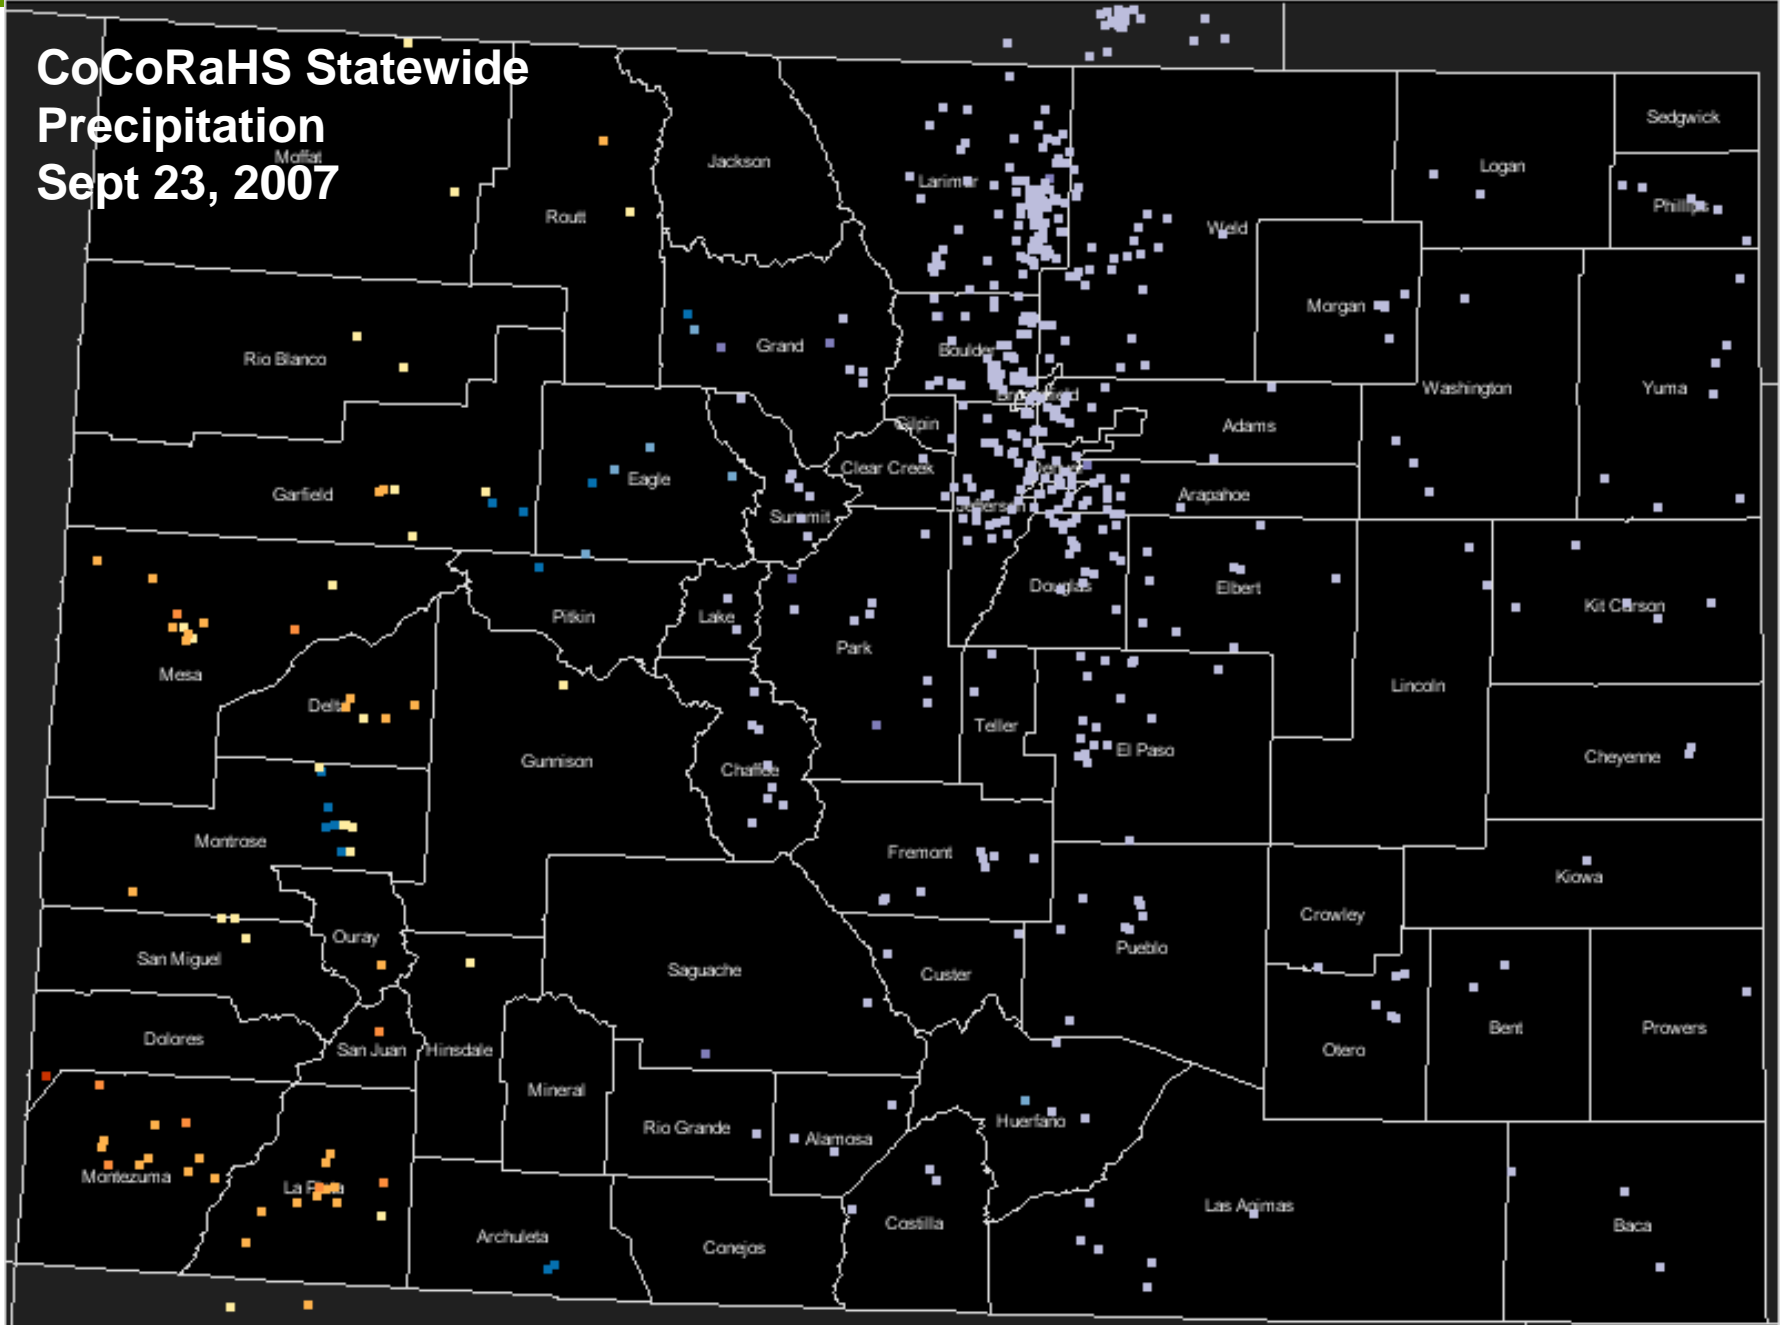 CoCoRaHS Statewide
Precipitation
Sept 23, 2007
Moffat
Routt
Jackson
Larimer
Weld
Logan
Sedgwick
Phillips
Morgan
Washington
Yuma
Rio Blanco
Grand
Boulder
Broomfield
Gilpin
Adams
Garfield
Eagle
Clear Creek
Denver
Summit
Jefferson
Arapahoe
Mesa
Pitkin
Lake
Park
Douglas
Elbert
Kit Carson
Lincoln
Delta
Gunnison
Chaffee
Teller
El Paso
Cheyenne
Montrose
Fremont
Kiowa
Crowley
Ouray
San Miguel
Saguache
Custer
Pueblo
Dolores
San Juan
Hinsdale
Mineral
Otero
Bent
Prowers
Rio Grande
Alamosa
Huerfano
Montezuma
La Plata
Archuleta
Conejos
Costilla
Las Animas
Baca